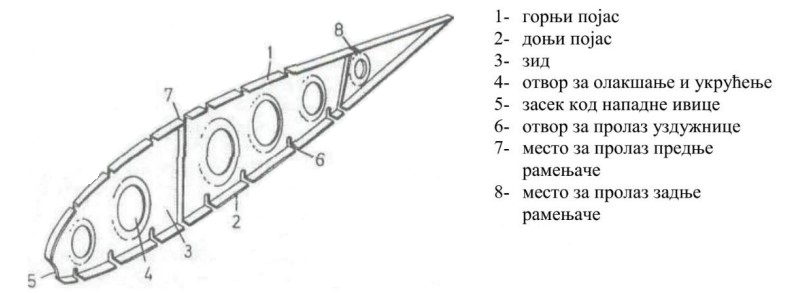 1- горњи појас
2- доњи појас
3- зид
4- отвор за олакшање и укрућење
5- засек код нападне ивице
6- отвор за пролаз уздужнице
7- место за пролаз предње
рамењаче
8- место за пролаз задње
рамењаче
8
1
7
6
2
3
4
5